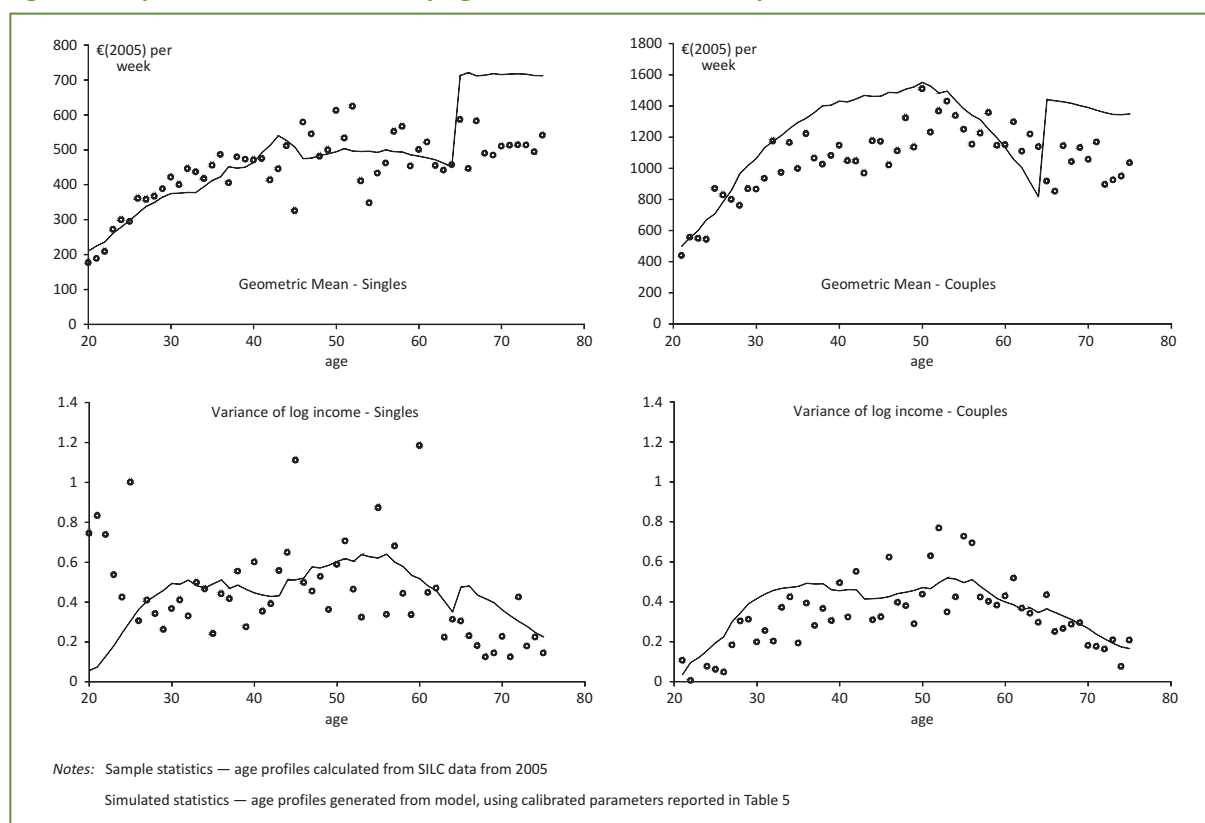 800
700
600
500
400
300
200
100
0
€(2005) per
week
Geometric Mean - Singles
20 30 40 50 60 70 80
age
1800
1600
1400
1200
1000
800
600
400
200
0
€(2005) per
week
Geometric Mean - Couples
20 30 40 50 60 70 80
age
1.4
1.2
1
0.8
0.6
0.4
0.2
0
Variance of log income - Singles
20 30 40 50 60 70 80
age
1.4
1.2
1
0.8
0.6
0.4
0.2
0
Variance of log income - Couples
20 30 40 50 60 70 80
age
Notes: Sample statistics — age profiles calculated from SILC data from 2005
Simulated statistics — age profiles generated from model, using calibrated parameters reported in Table 5